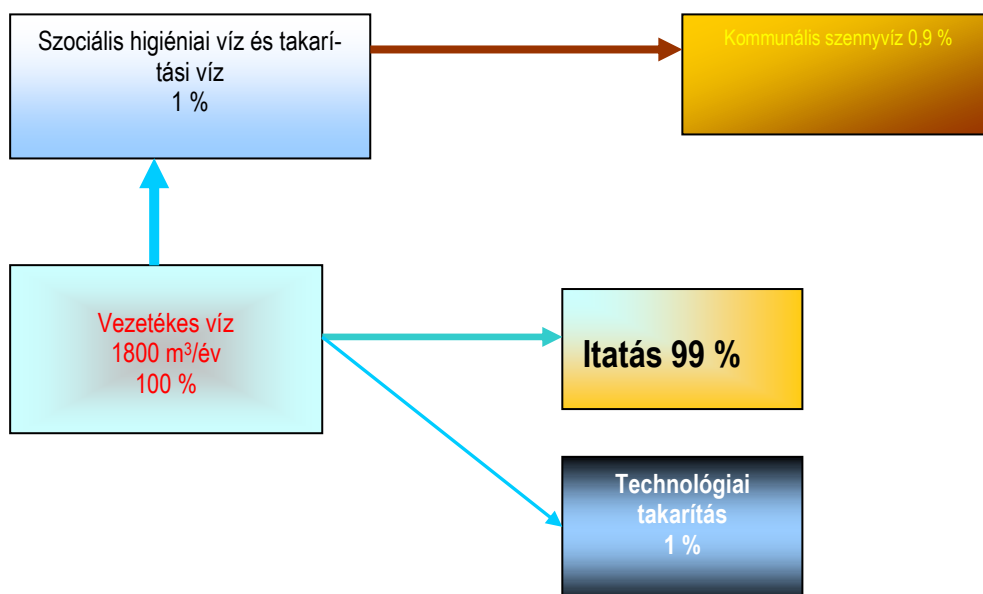 Szociális higiéniai víz és takarí-
tási víz
1 %
Kommunális szennyvíz 0,9 %
Vezetékes víz
1800 m³/év
100 %
Itatás 99 %
Technológiai
takarítás
1 %